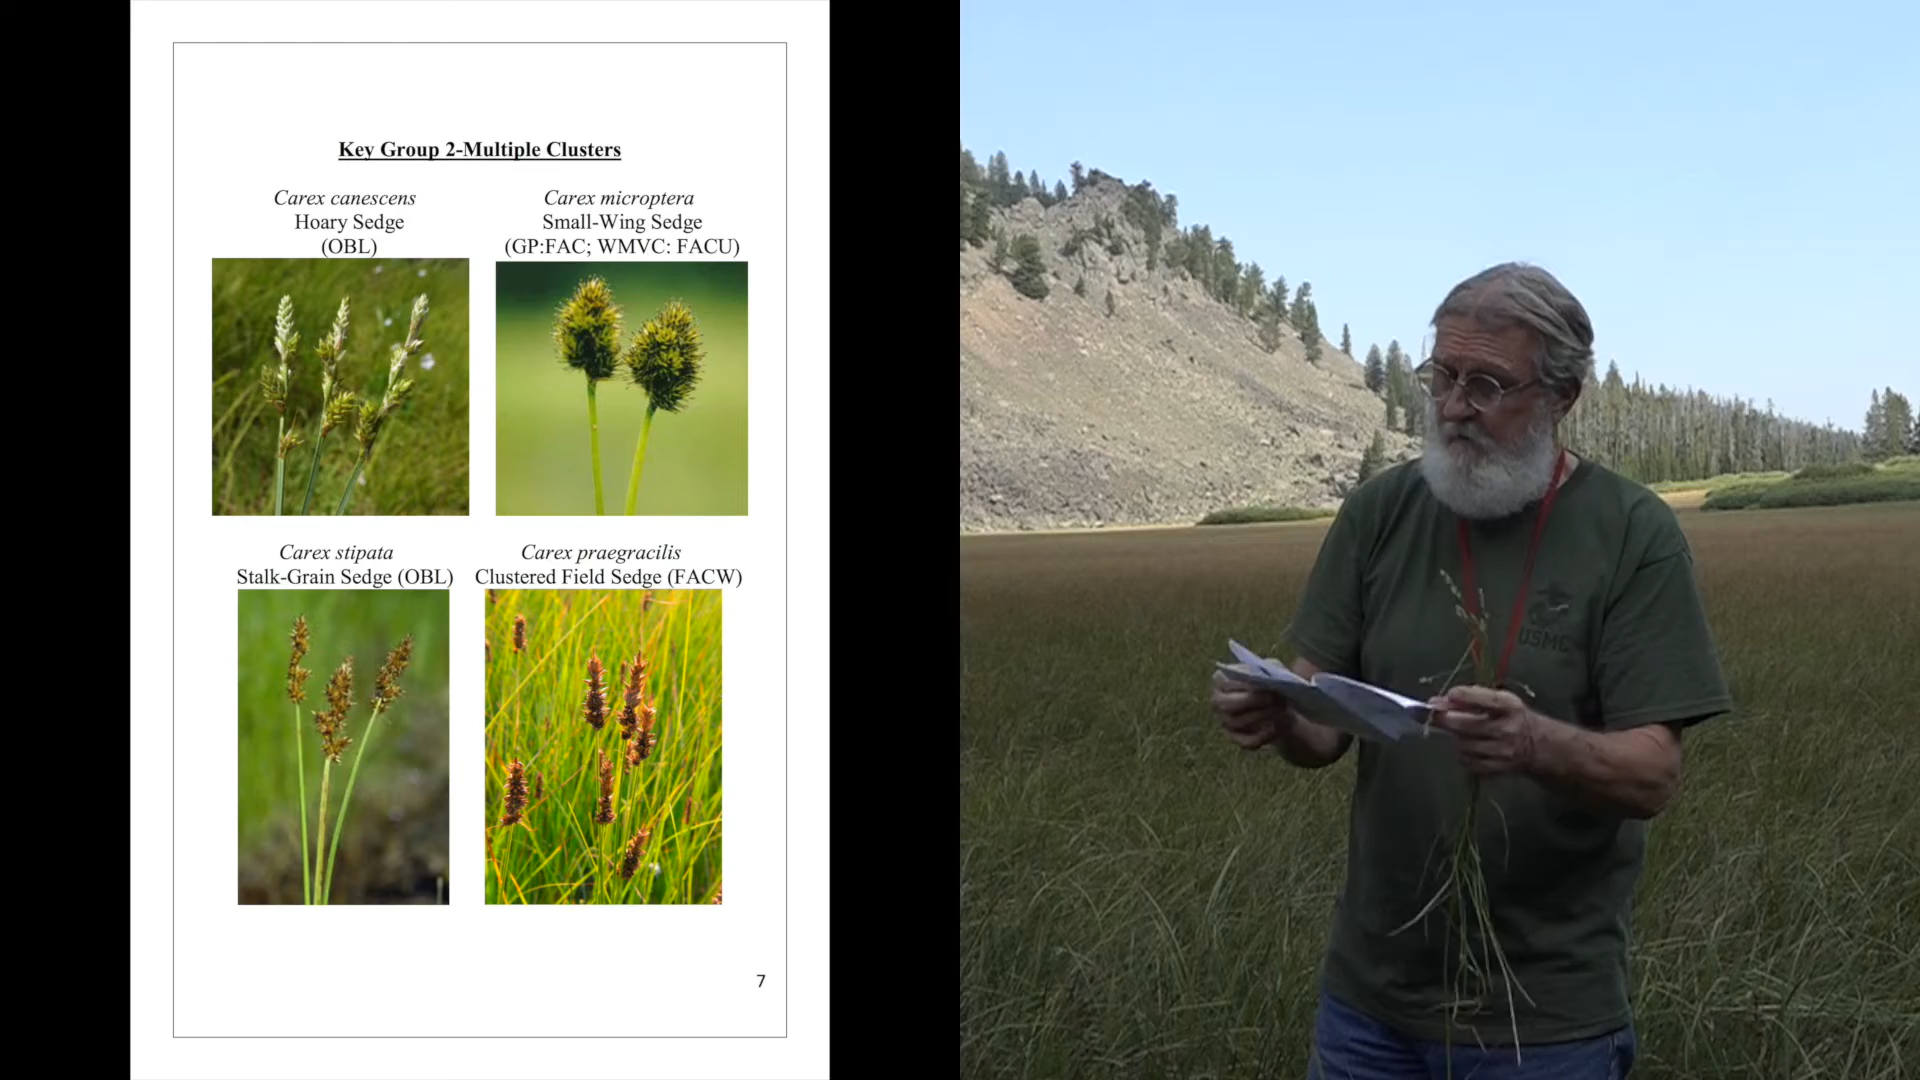 Key Group 2-Multiple Clusters
Carex canescens
Hoary Sedge
(OBL)
Carex microptera
Small-Wing Sedge
(GP:FAC; WMVC: FACU)
Carex stipata
Stalk-Grain Sedge (OBL)
Carex praegracilis
Clustered Field Sedge (FACW)
7
USMC